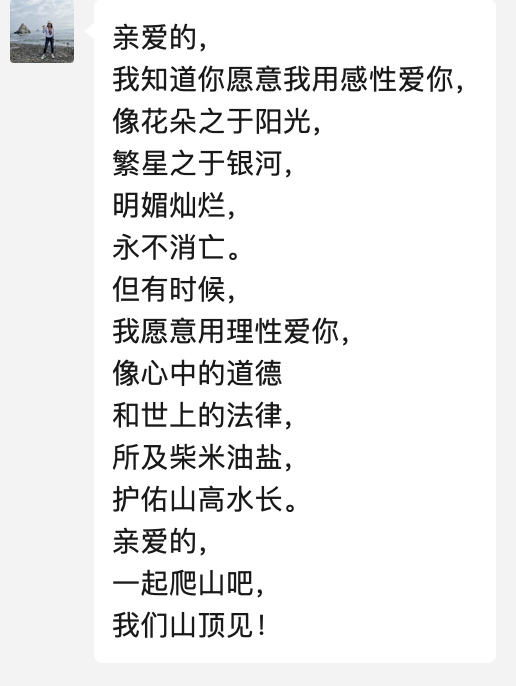 亲爱的，
我知道你愿意我用感性爱你，
像花朵之于阳光，
繁星之于银河，
明媚灿烂，
永不消亡。
但有时候，
我愿意用理性爱你，
像心中的道德
和世上的法律，
所及柴米油盐，
护佑山高水长。
亲爱的，
一起爬山吧，
我们山顶见！